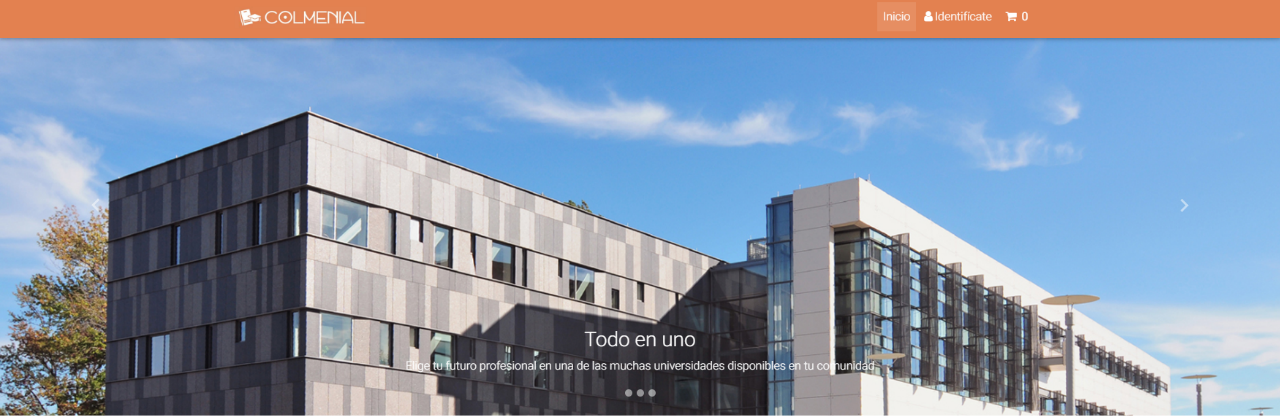 COLMENIAL
Inicio
Identifícate
0
Todo en uno
Elige tu futuro profesional en una de las muchas universidades disponibles en tu comunidad